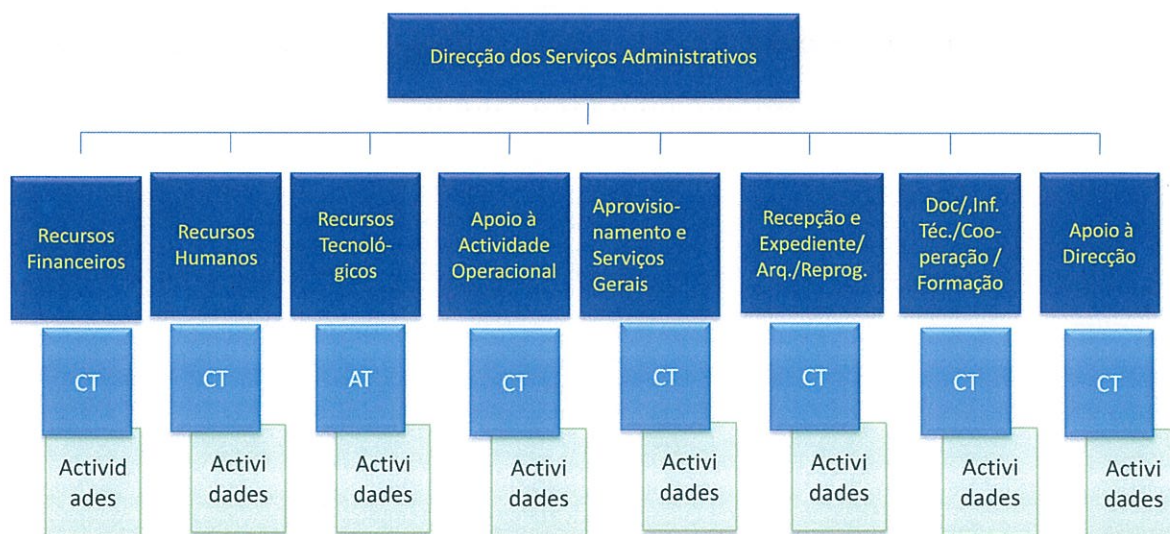 Direcção dos Serviços Administrativos
Recursos
Financeiros
Recursos
Humanos
Recursos
Tecnoló-
gicos
Apoio à
Actividade
Operacional
Aprovisio-
namento e
Serviços
Gerais
Recepção e
Expediente/
Arq./Reprog.
Doc/,Inf.
Téc./Coo-
peração /
Formação
Apoio à
Direcção
CT
CT
AT
CT
CT
CT
CT
CT
Activid
ades
Activi
dades
Activi
dades
Activi
dades
Activi
dades
Activi
dades
Activi
dades
Activi
dades